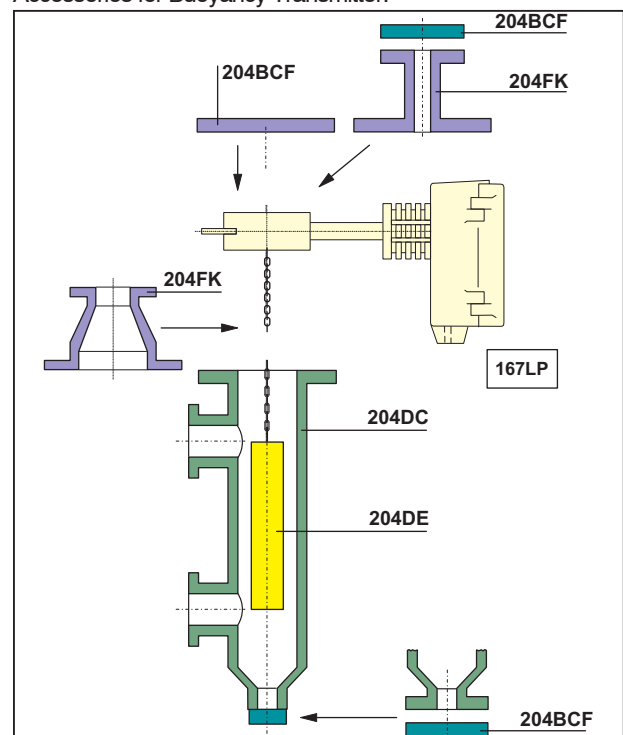 Accessories for Buoyancy Transmitter:
204BCF
204FK
204BCF
204FK
167LP
204DC
204DE
204BCF